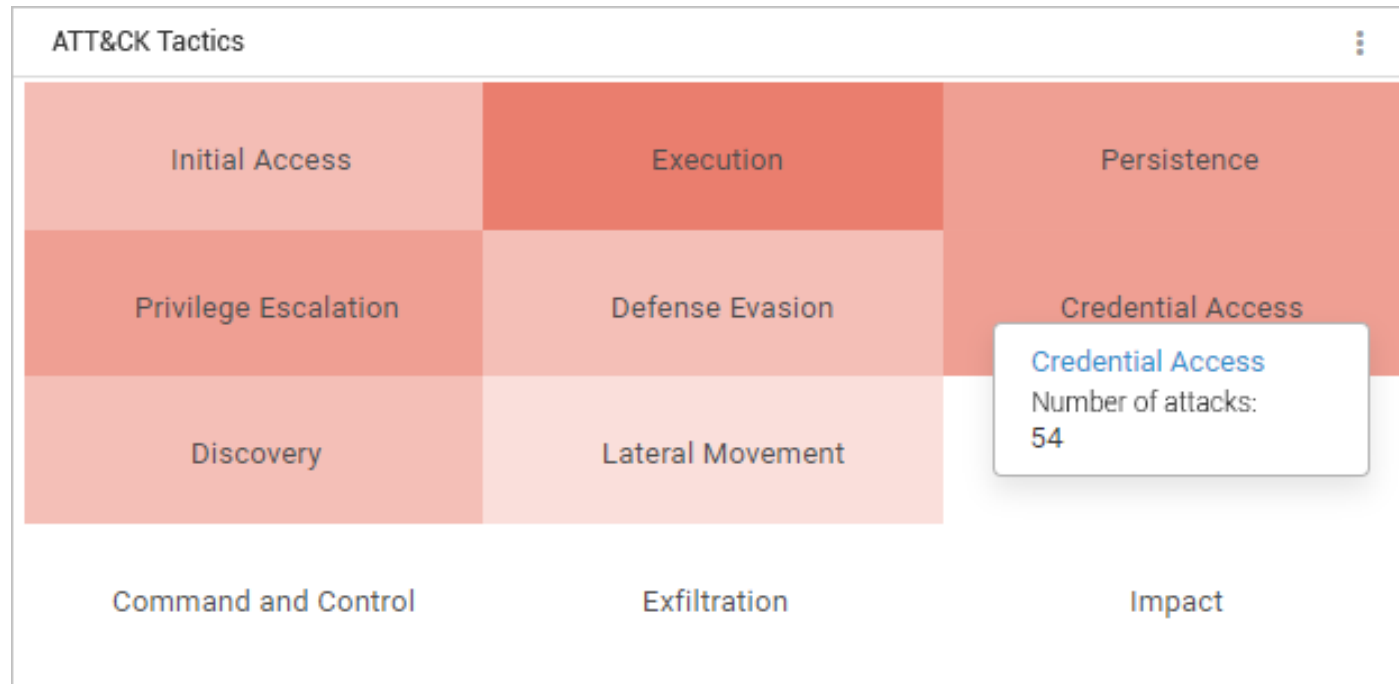 ATT&CK Tactics
Initial Access
Execution
Persistence
Privilege Escalation
Defense Evasion
Credential Access
Credential Access
Number of attacks:
54
Discovery
Lateral Movement
Command and Control
Exfiltration
Impact